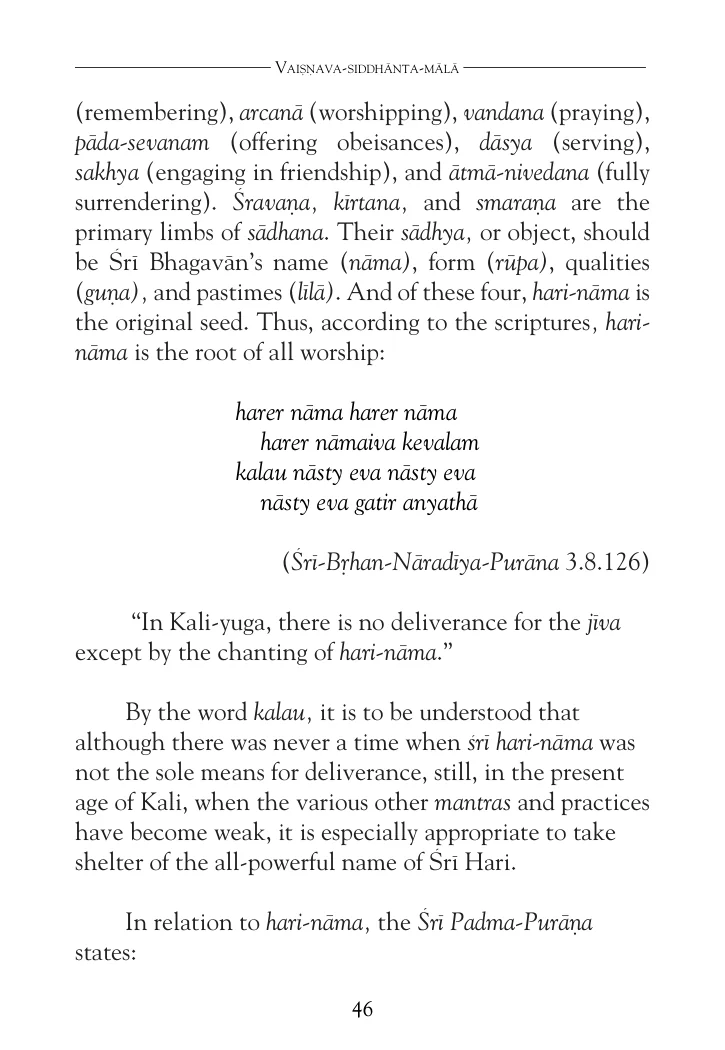 VAIṢṆAVA-SIDDHĀNTA-MĀLĀ
(remembering), arcanā (worshipping), vandana (praying),
pāda-sevanam (offering obeisances), dāsya (serving),
sakhya (engaging in friendship), and ātmā-nivedana (fully
surrendering). Śravaṇa, kīrtana, and smaraṇa are the
primary limbs of sādhana. Their sādhya, or object, should
be Śrī Bhagavān’s name (nāma), form (rūpa), qualities
(guṇa), and pastimes (līlā). And of these four, hari-nāma is
the original seed. Thus, according to the scriptures, hari-
nāma is the root of all worship:
harer nāma harer nāma
harer nāmaiva kevalam
kalau nāsty eva nāsty eva
nāsty eva gatir anyathā
(Śrī-Bṛhan-Nāradīya-Purāna 3.8.126)
“In Kali-yuga, there is no deliverance for the jīva
except by the chanting of hari-nāma.”
By the word kalau, it is to be understood that
although there was never a time when śrī hari-nāma was
not the sole means for deliverance, still, in the present
age of Kali, when the various other mantras and practices
have become weak, it is especially appropriate to take
shelter of the all-powerful name of Śrī Hari.
In relation to hari-nāma, the Śrī Padma-Purāṇa
states:
46